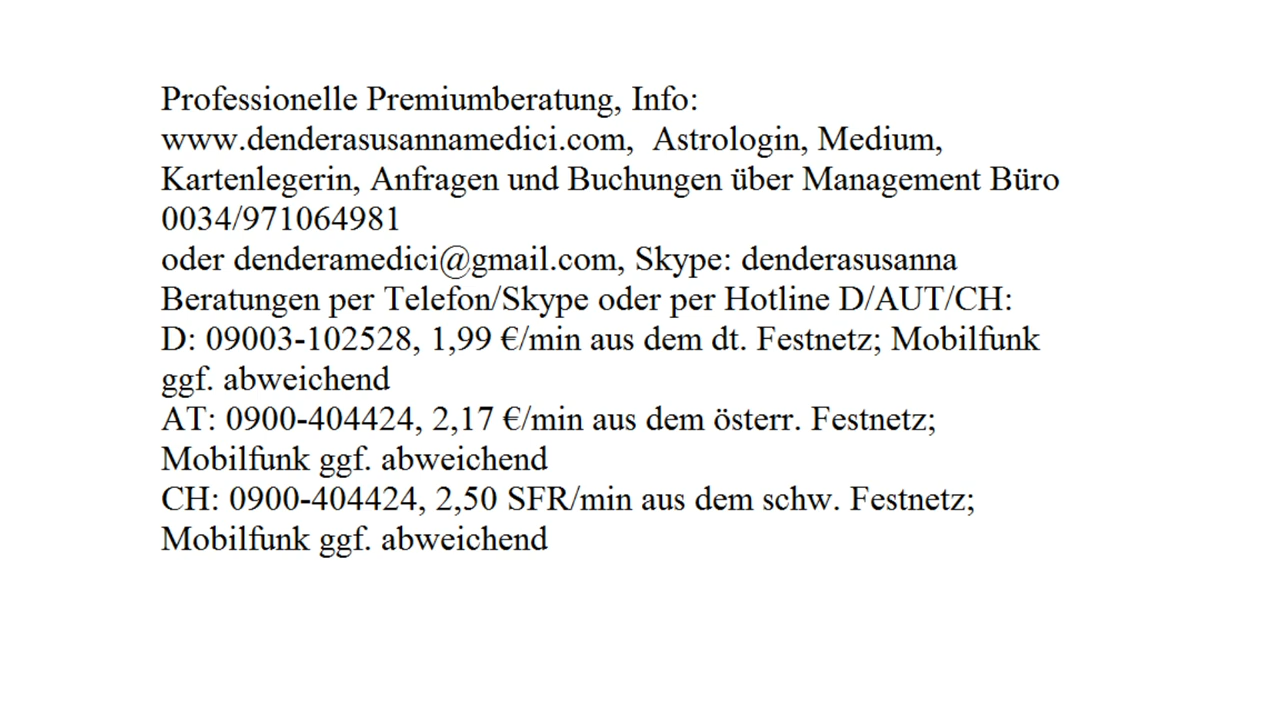 Professionelle Premiumberatung, Info:
www.denderasusannamedici.com,  Astrologin, Medium,
Kartenlegerin, Anfragen und Buchungen über Management Büro
0034/971064981
oder denderamedici@gmail.com, Skype: denderasusanna
Beratungen per Telefon/Skype oder per Hotline D/AUT/CH:
D: 09003-102528, 1,99 €/min aus dem dt. Festnetz; Mobilfunk
ggf. abweichend
AT: 0900-404424, 2,17 €/min aus dem österr. Festnetz;
Mobilfunk ggf. abweichend
CH: 0900-404424, 2,50 SFR/min aus dem schw. Festnetz;
Mobilfunk ggf. abweichend